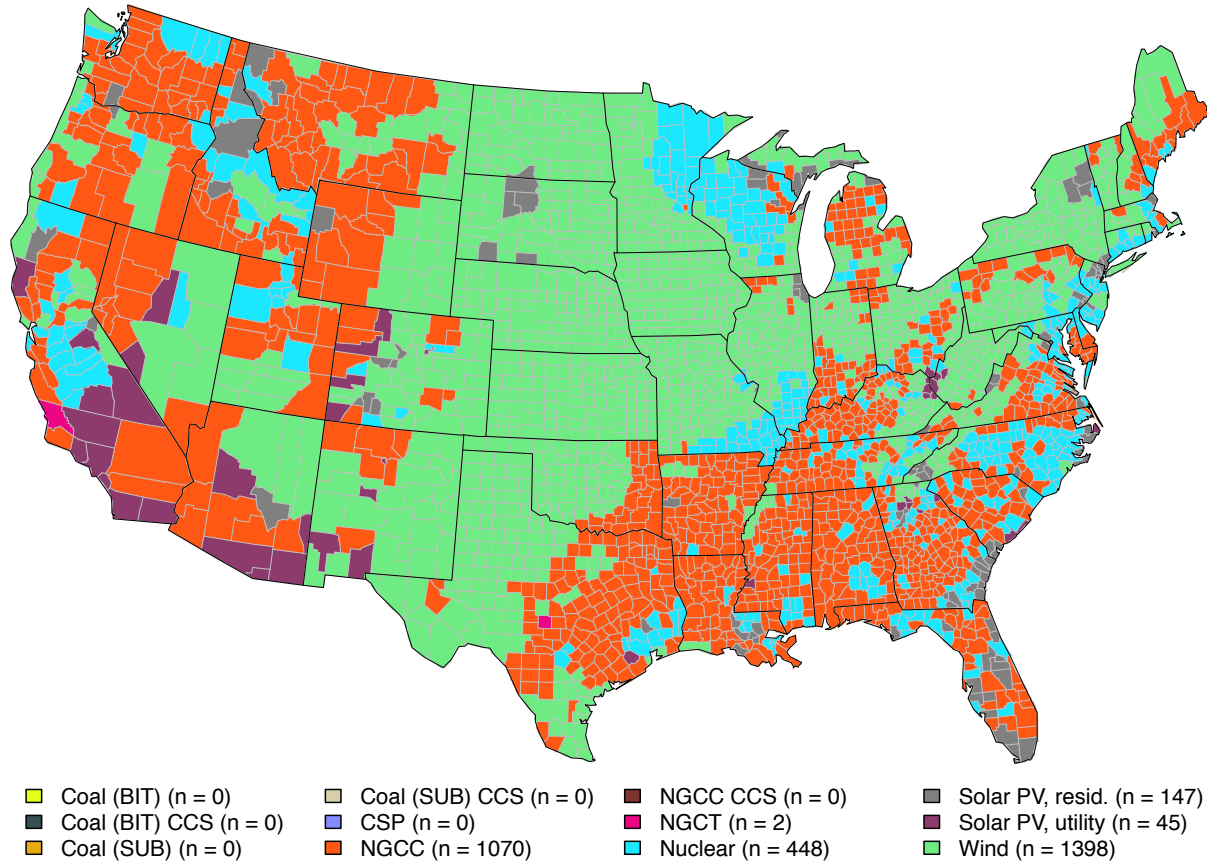 Coal (BIT) (n = 0)
Coal (BIT) CCS (n = 0)
Coal (SUB) (n = 0)
Coal (SUB) CCS (n = 0)
CSP (n = 0)
NGCC (n = 1070)
NGCC CCS (n = 0)
NGCT (n = 2)
Nuclear (n = 448)
Solar PV, resid. (n = 147)
Solar PV, utility (n = 45)
Wind (n = 1398)